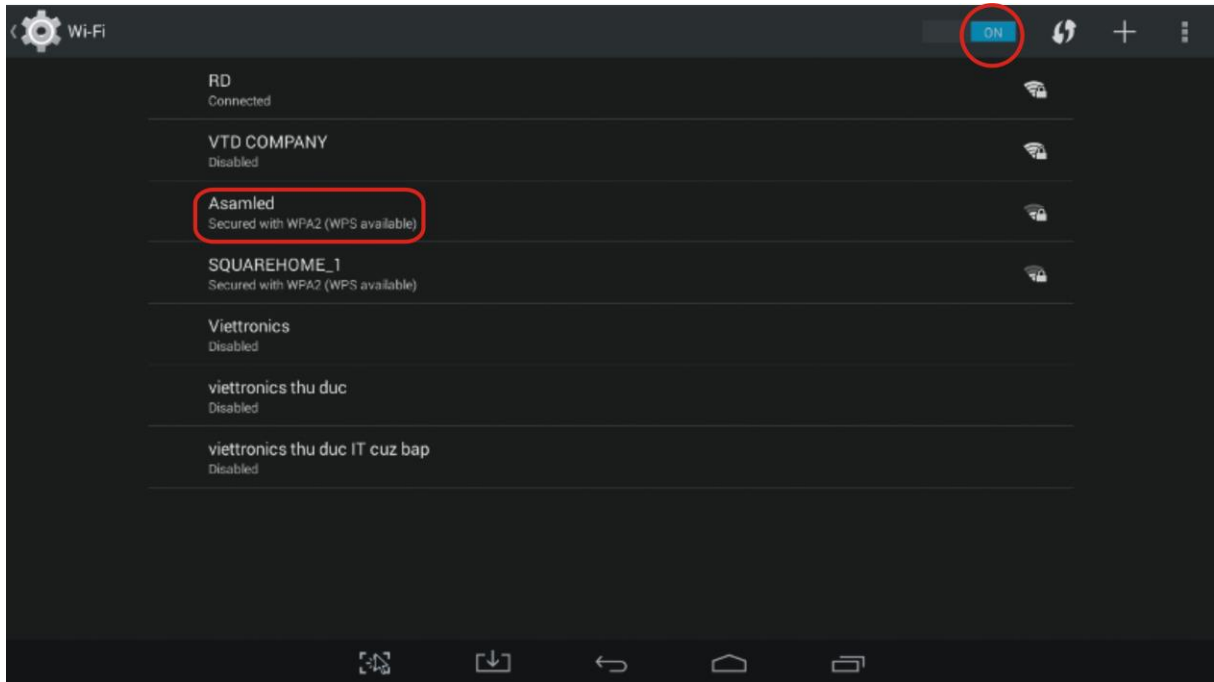 Wi-Fi
ON
RD
Connected
VTD COMPANY
Disabled
Asamled
Secured with WPA2 (WPS available)
SQUAREHOME_1
Secured with WPA2 (WPS available)
Viettronics
Disabled
viettronics thu duc
Disabled
viettronics thu duc IT cuz bap
Disabled